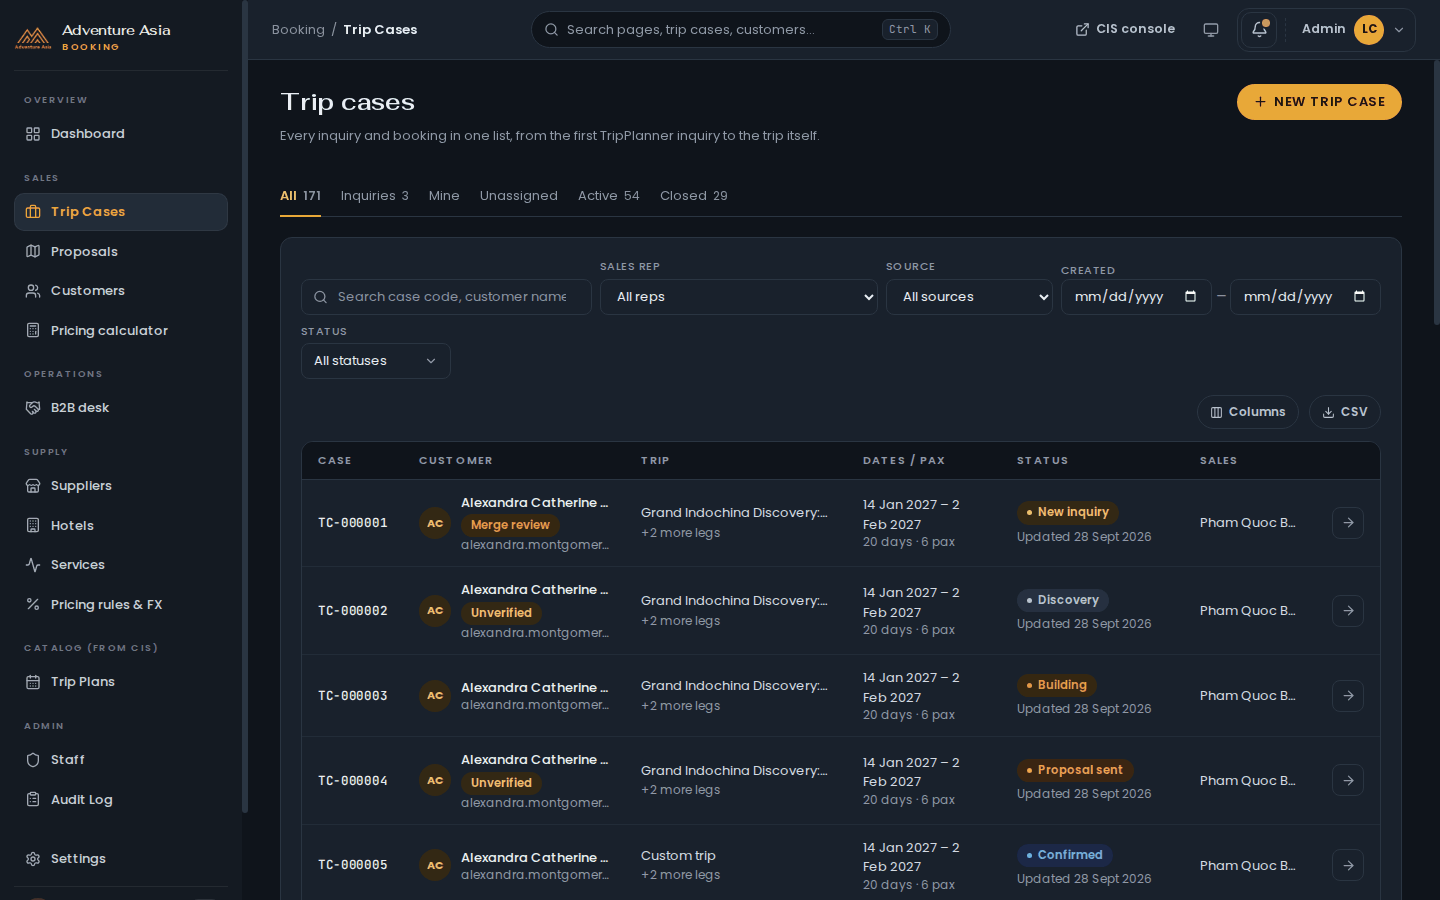 Adventure Asia
BOOKING
Adventure Asia
OVERVIEW
Dashboard
SALES
Trip Cases
Proposals
Customers
Pricing calculator
OPERATIONS
B2B desk
SUPPLY
Suppliers
Hotels
Services
Pricing rules & FX
CATALOG (FROM CIS)
Trip Plans
ADMIN
Staff
Audit Log
Settings
Booking / Trip Cases
Search pages, trip cases, customers...
Ctrl K
CIS console
Admin
LC
Trip cases
Every inquiry and booking in one list, from the first TripPlanner inquiry to the trip itself.
+ NEW TRIP CASE
All 171 Inquiries 3 Mine Unassigned Active 54 Closed 29
SALES REP
SOURCE
CREATED
Search case code, customer name
All reps
All sources
mm/dd/yyyy – mm/dd/yyyy
STATUS
All statuses
Columns
CSV
CASE CUSTOMER TRIP DATES / PAX STATUS SALES
TC-000001
AC
Alexandra Catherine …
Merge review
alexandra.montgomer…
Grand Indochina Discovery:…
+2 more legs
14 Jan 2027 – 2
Feb 2027
20 days · 6 pax
New inquiry
Updated 28 Sept 2026
Pham Quoc B…
TC-000002
AC
Alexandra Catherine …
Unverified
alexandra.montgomer…
Grand Indochina Discovery:…
+2 more legs
14 Jan 2027 – 2
Feb 2027
20 days · 6 pax
Discovery
Updated 28 Sept 2026
Pham Quoc B…
TC-000003
AC
Alexandra Catherine …
alexandra.montgomer…
Grand Indochina Discovery:…
+2 more legs
14 Jan 2027 – 2
Feb 2027
20 days · 6 pax
Building
Updated 28 Sept 2026
Pham Quoc B…
TC-000004
AC
Alexandra Catherine …
Unverified
alexandra.montgomer…
Grand Indochina Discovery:…
+2 more legs
14 Jan 2027 – 2
Feb 2027
20 days · 6 pax
Proposal sent
Updated 28 Sept 2026
Pham Quoc B…
TC-000005
AC
Alexandra Catherine …
alexandra.montgomer…
Custom trip
+2 more legs
14 Jan 2027 – 2
Feb 2027
20 days · 6 pax
Confirmed
Updated 28 Sept 2026
Pham Quoc B…